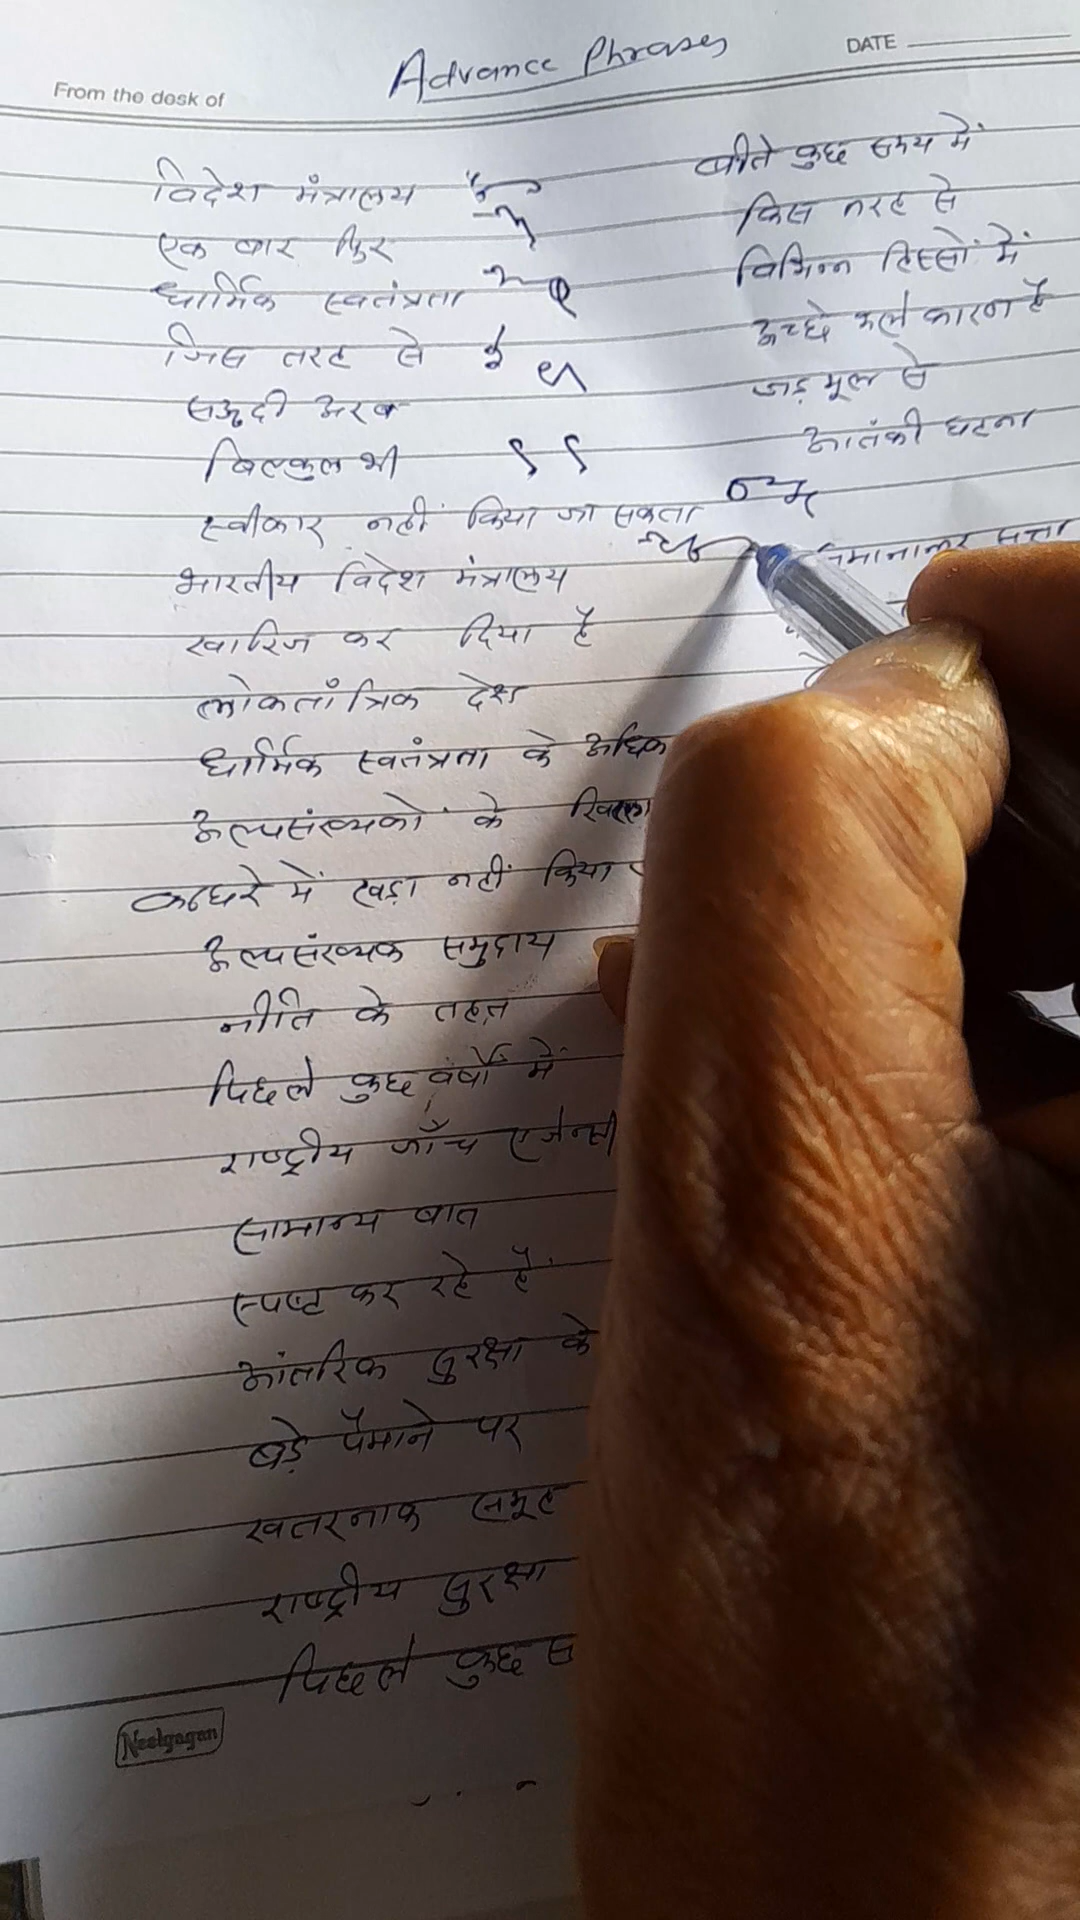 Advance Phrases
DATE
From the desk of
विदेश मंत्रालय
एक बार फिर
धार्मिक स्वतंत्रता
जिस तरह से
सऊदी अरब
बिल्कुल भी
स्वीकार नहीं किया जा सकता
भारतीय विदेश मंत्रालय
खारिज कर दिया है
लोकतांत्रिक देश
धार्मिक स्वतंत्रता के अधिक
अल्पसंख्यकों के
कटघरे में खड़ा नहीं किया
अल्पसंख्यक समुदाय
नीति के तहत
पिछले कुछ वर्षों में
राष्ट्रीय जाँच एजेन्सी
सामान्य बात
स्पष्ट कर रहे हैं
आंतरिक सुरक्षा के
बड़े पैमाने पर
खतरनाक समूह
राष्ट्रीय सुरक्षा
पिछले कुछ स
बीते कुछ समय में
किस तरह से
विभिन्न हिस्सों में
अच्छे भले कारण है
जड़ मूल से
आतंकी घटना
समानान्तर सत्ता
Neelgagan